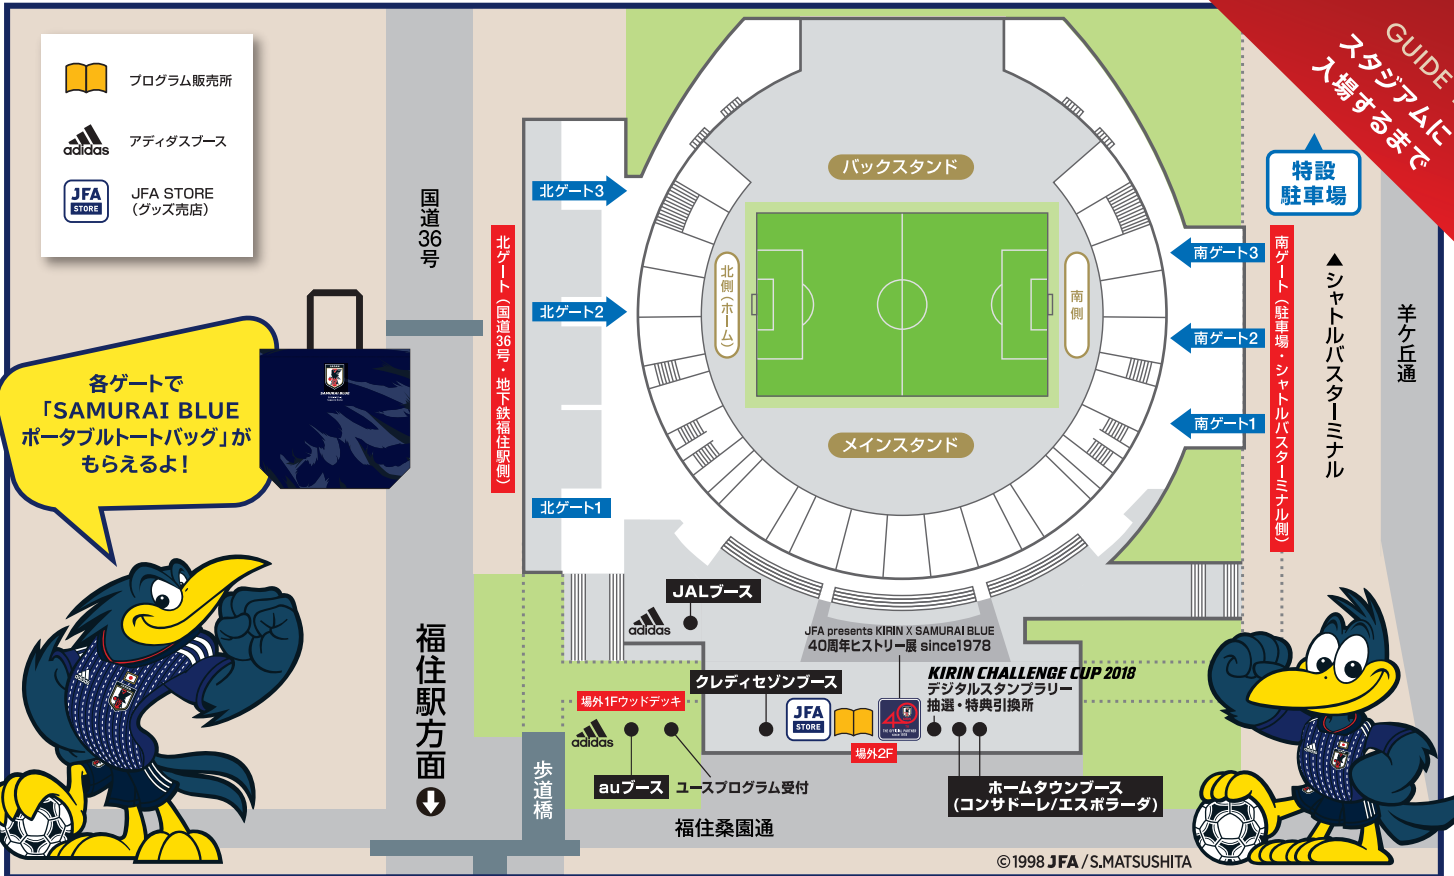 GUIDE
スタジアムに
入場するまで
プログラム販売所
adidas
アディダスブース
JFA
STORE
JFA STORE
(グッズ売店)
国道36号
北ゲート(国道36号・地下鉄福住駅側)
北ゲート3
北ゲート2
北ゲート1
バックスタンド
北側(ホーム)
南側
メインスタンド
特設
駐車場
南ゲート3
南ゲート2
南ゲート1
南ゲート(駐車場・シャトルバスターミナル側)
▲シャトルバスターミナル
羊ケ丘通
各ゲートで
「SAMURAI BLUE
ポータブルトートバッグ」が
もらえるよ!
SAMURAI BLUE
JALブース
adidas
JFA presents KIRIN X SAMURAI BLUE
40周年ヒストリー展 since1978
クレディセゾンブース
KIRIN CHALLENGE CUP 2018
デジタルスタンプラリー
抽選・特典引換所
場外1Fウッドデッキ
adidas
JFA
STORE
40
場外2F
auブース
ユースプログラム受付
ホームタウンブース
(コンサドーレ/エスポラーダ)
福住駅方面
歩道橋
福住桑園通
©1998 JFA/S.MATSUSHITA